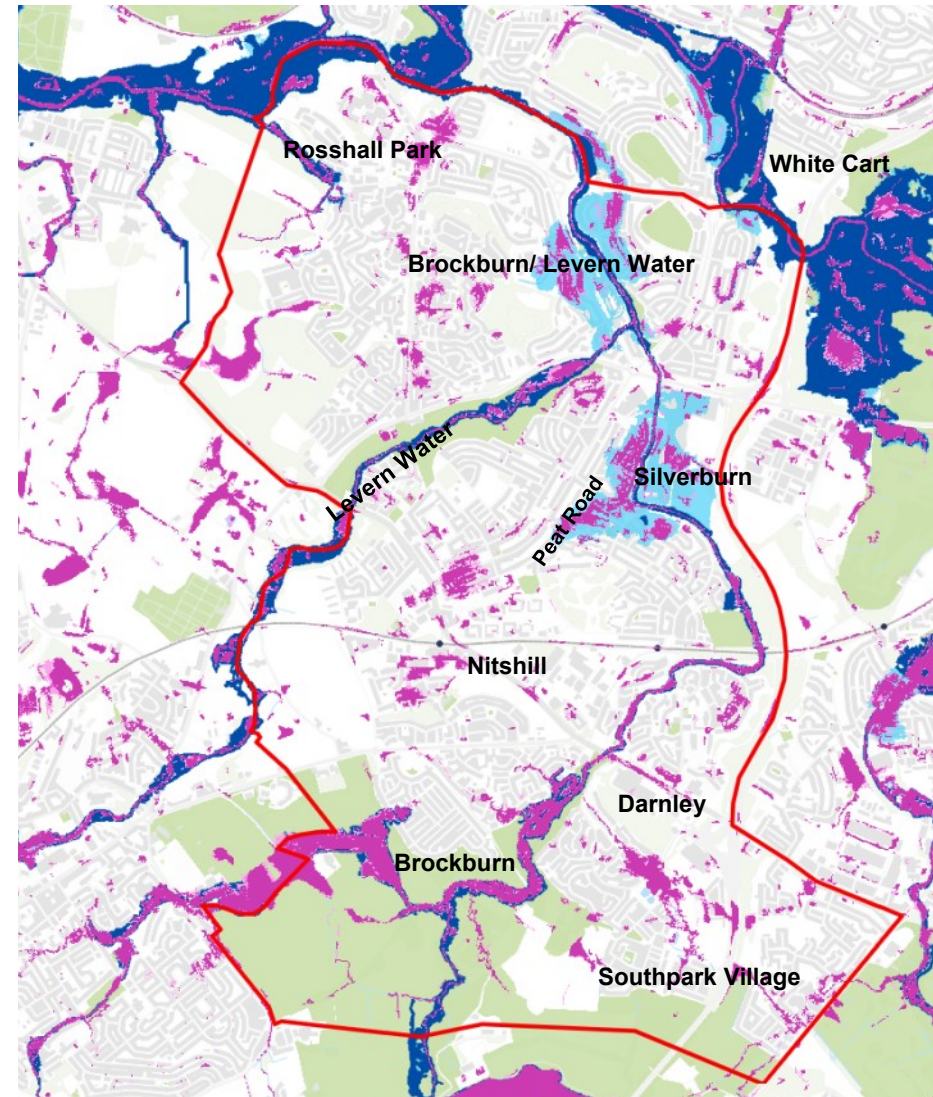 Rosshall Park
White Cart
Brockburn/ Levern Water
Levern Water
Silverburn
Peat Road
Nitshill
Darnley
Brockburn
Southpark Village